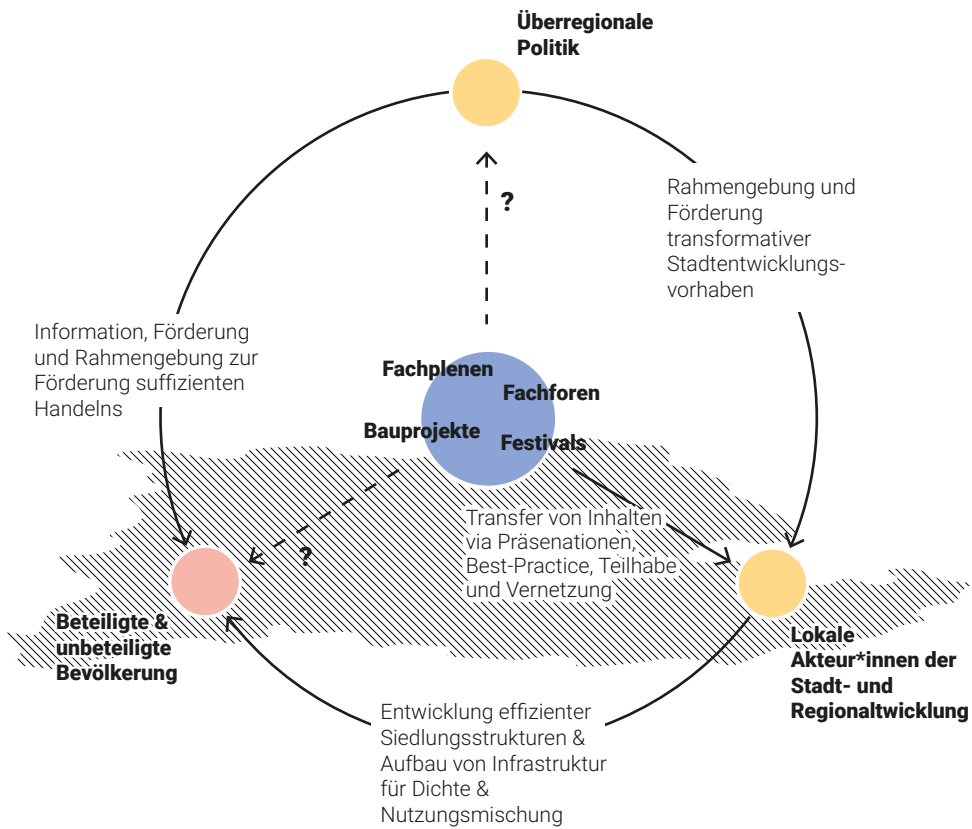 Überregionale
Politik
?
Rahmengebung und
Förderung
transformativer
Stadtentwicklungs-
vorhaben
Information, Förderung
und Rahmengebung zur
Förderung suffizienten
Handelns
Fachplenen
Fachforen
Bauprojekte
Festivals
?
Transfer von Inhalten
via Präsenationen,
Best-Practice, Teilhabe
und Vernetzung
Beteiligte &
unbeteiligte
Bevölkerung
Lokale
Akteur*innen der
Stadt- und
Regionaltwicklung
Entwicklung effizienter
Siedlungsstrukturen &
Aufbau von Infrastruktur
für Dichte &
Nutzungsmischung